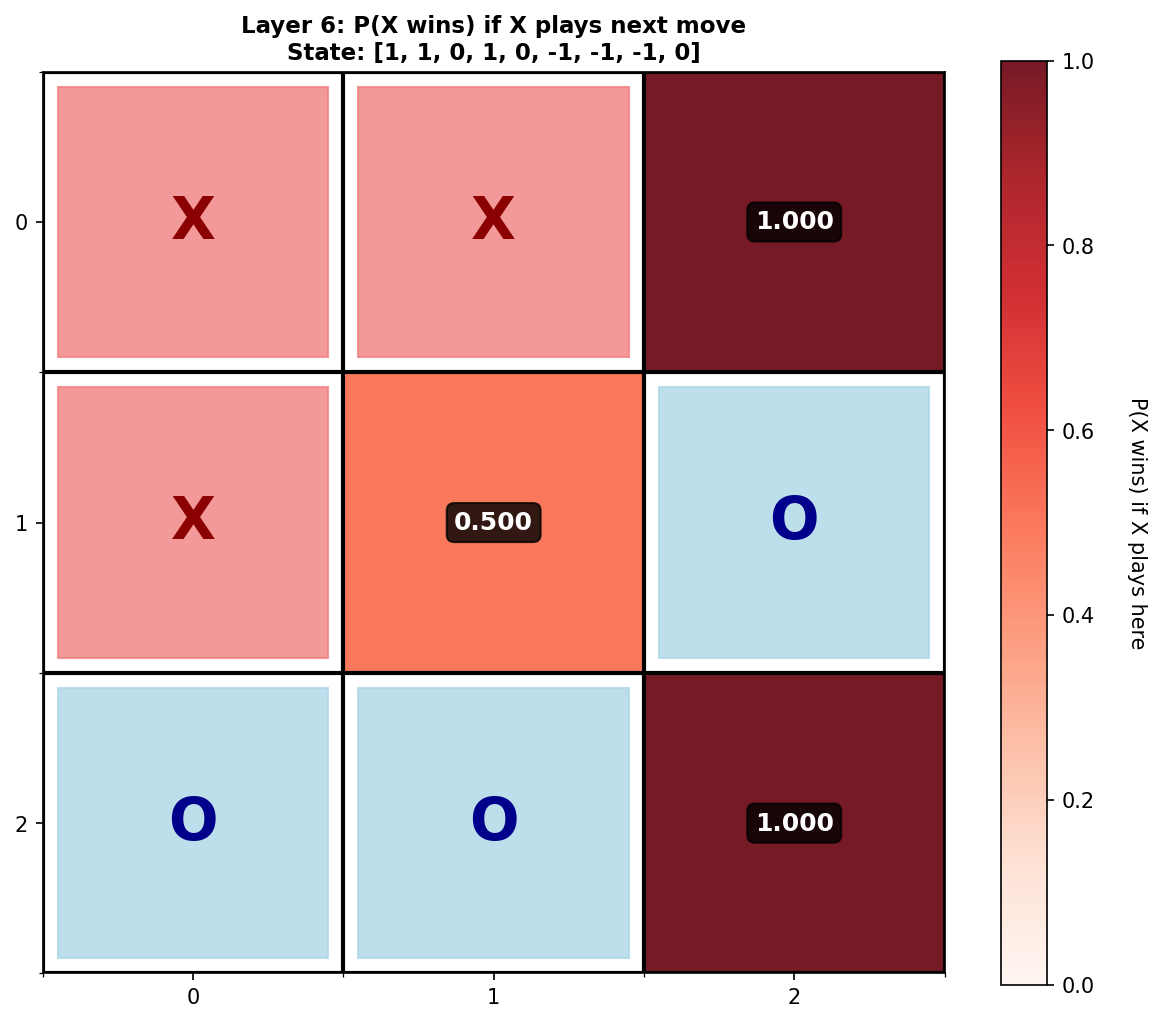 Layer 6: P(X wins) if X plays next move
State: [1, 1, 0, 1, 0, -1, -1, -1, 0]
X X 1.000
X 0.500 O
O O 1.000
0
1
2
0 1 2
1.0
0.8
0.6
0.4
0.2
0.0
P(X wins) if X plays here